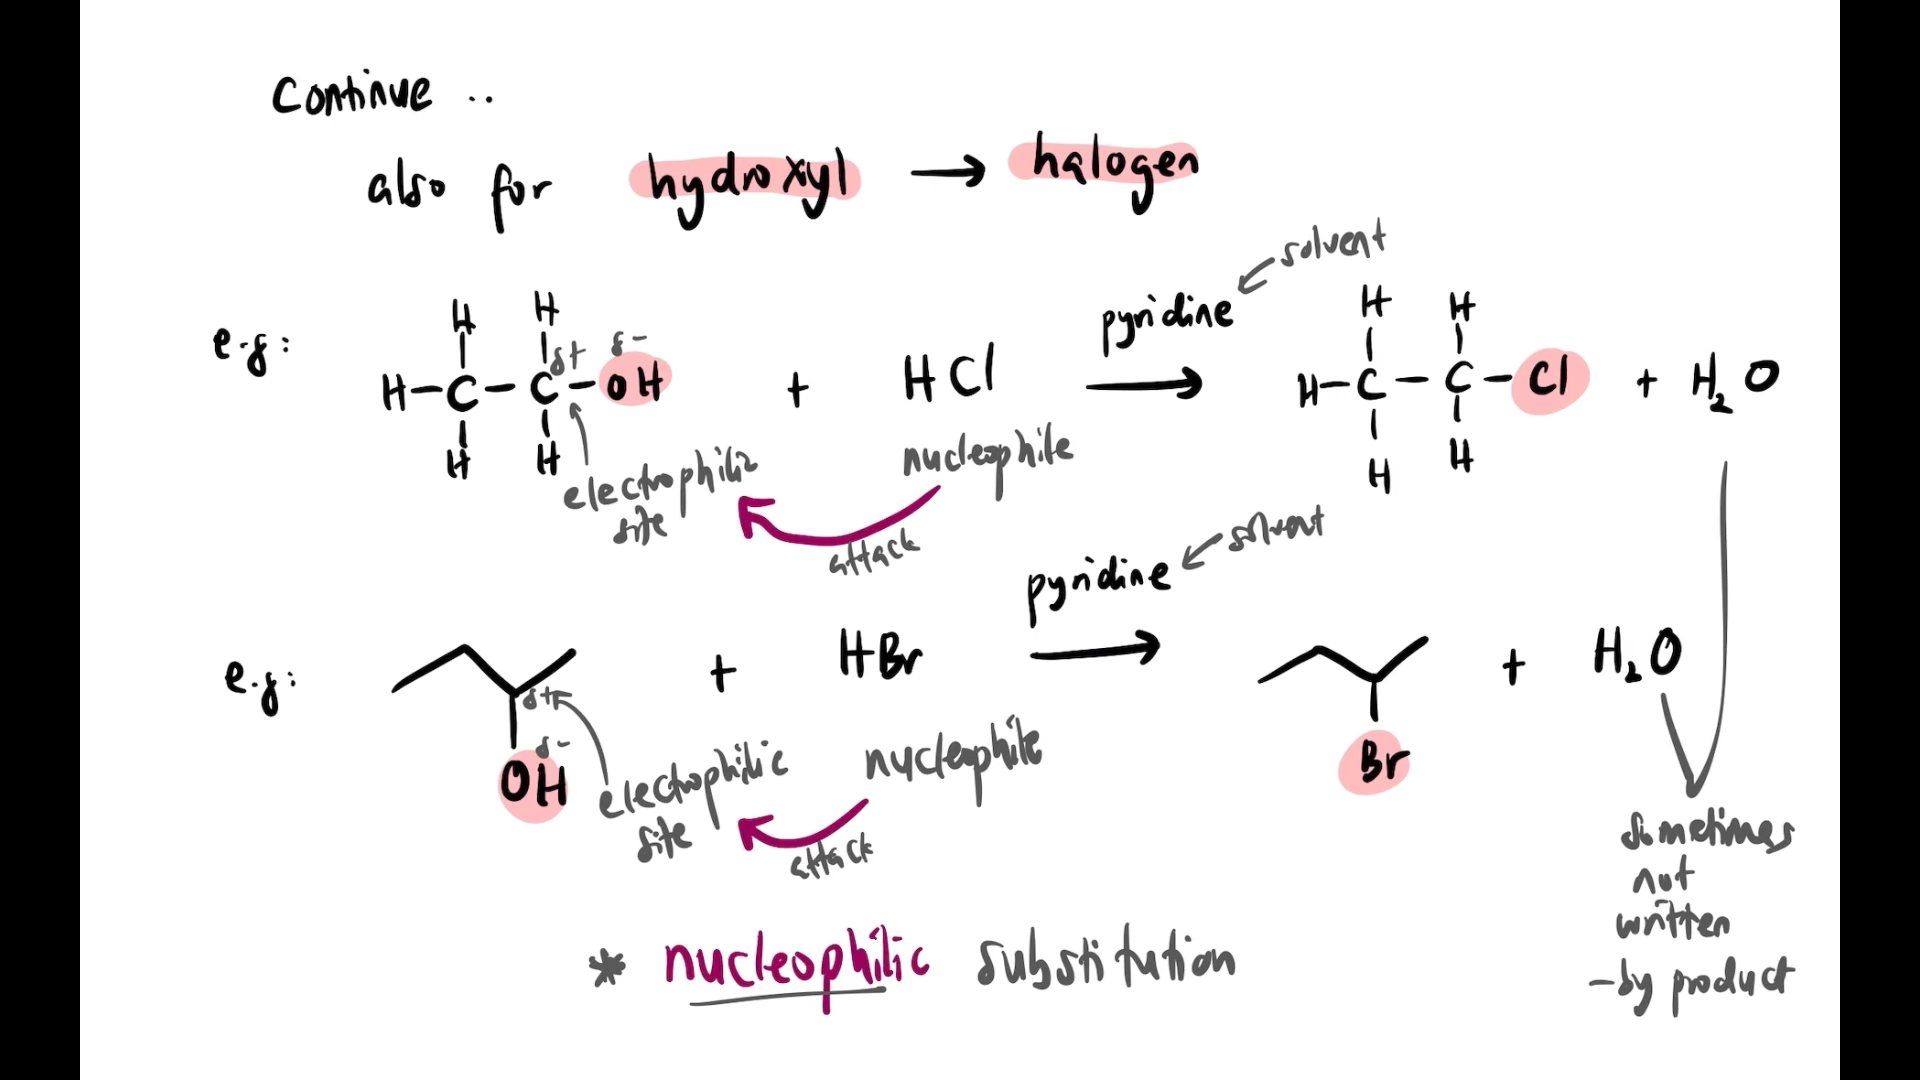 Continue ..
also for hydroxyl → halogen
solvent
pyridine
e.g:
H H
δ+ δ-
H-C-C-OH + HCl → H-C-C-Cl + H2O
H H
H H
H H
electrophilic site
nucleophile
attack
solvent
pyridine
e.g:
+ HBr → + H2O
δ+
δ-
OH
Br
electrophilic site
nucleophile
attack
sometimes
not
written
-by product
* nucleophilic substitution